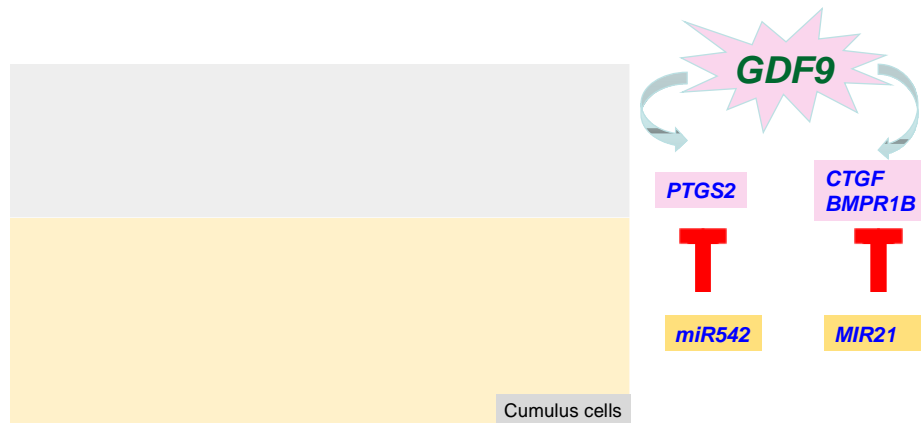 GDF9
PTGS2
CTGF
BMPR1B
miR542
MIR21
Cumulus cells